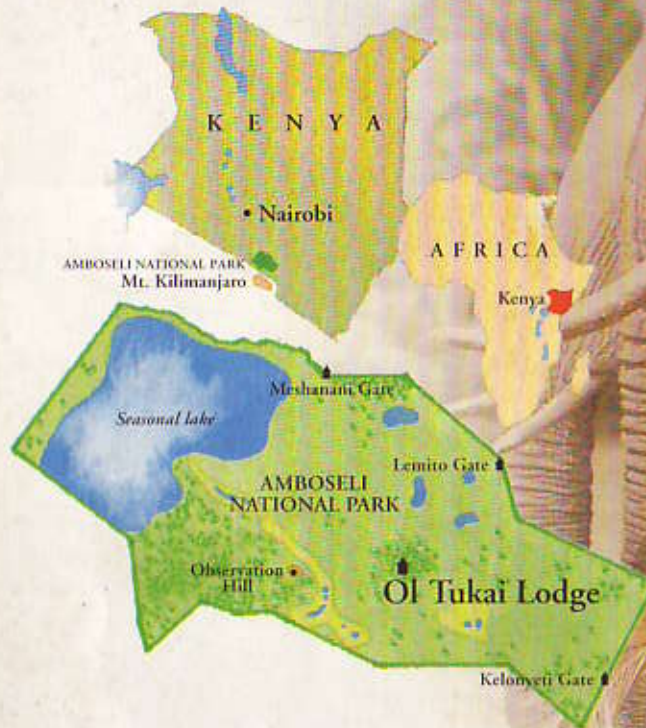 KENYA
Nairobi
AMBOSELI NATIONAL PARK
Mt. Kilimanjaro
AFRICA
Kenya
Meshanani Gate
Seasonal lake
Lemito Gate
AMBOSELI
NATIONAL PARK
Observation
Hill
Ol Tukai Lodge
Kelonyeti Gate